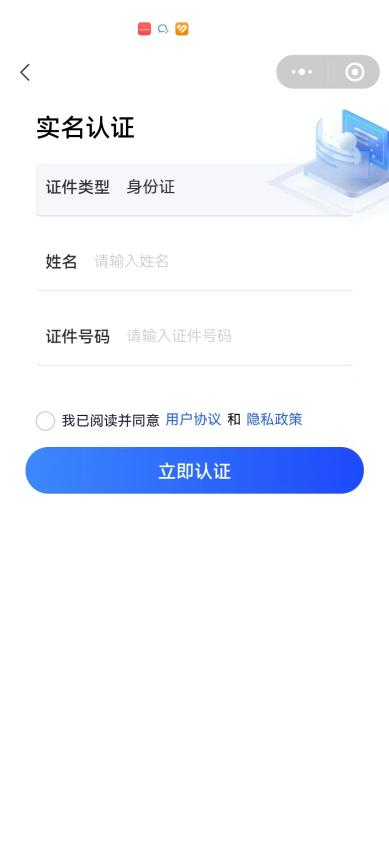 实名认证
证件类型 身份证
姓名 请输入姓名
证件号码 请输入证件号码
我已阅读并同意 用户协议 和 隐私政策
立即认证